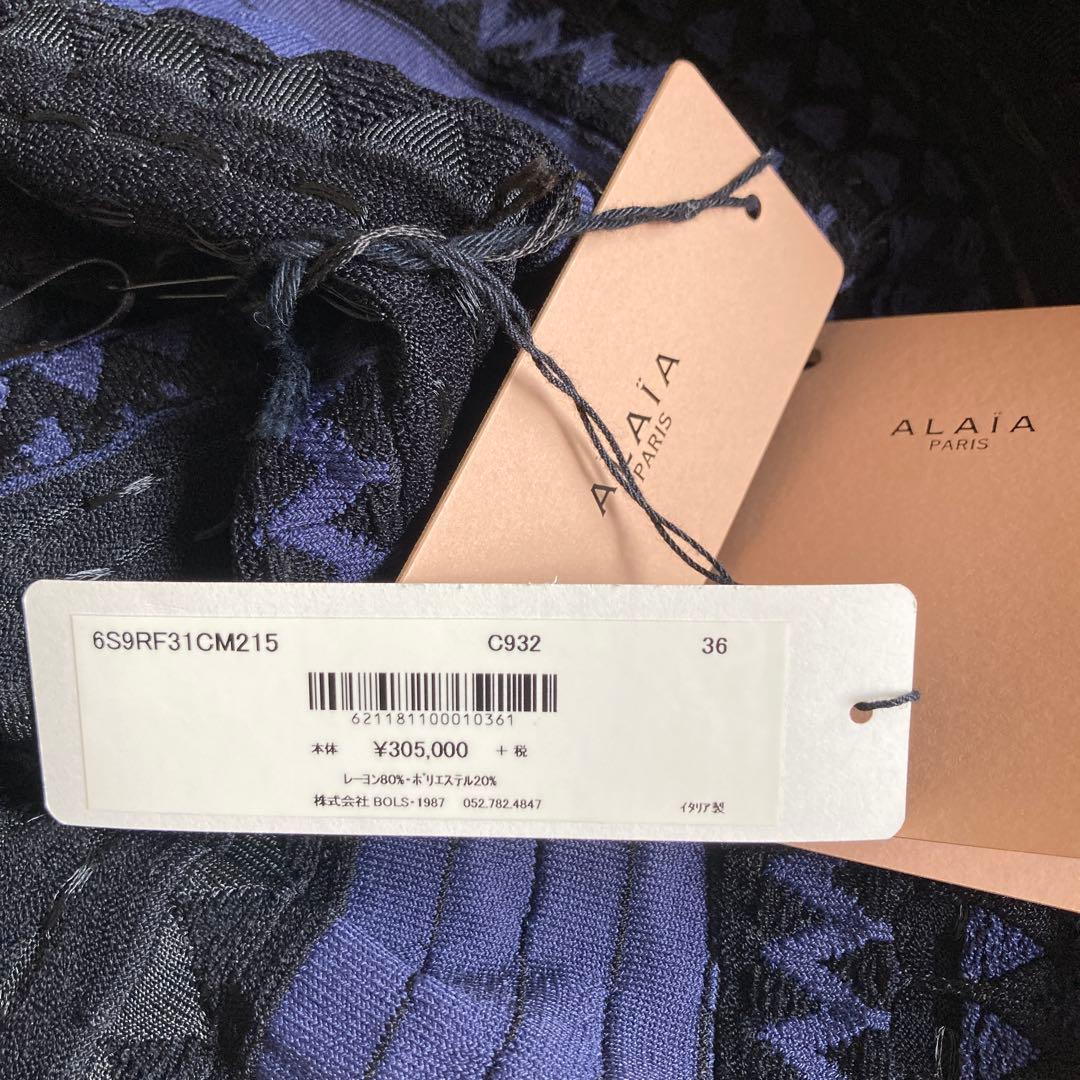 ALAÏA
PARIS
ALAÏA
PARIS
6S9RF31CM215 C932 36
621181100010361
本体 ¥305,000 + 税
レーヨン80%・ポリエステル20%
株式会社 BOLS・1987 052.782.4847 イタリア製